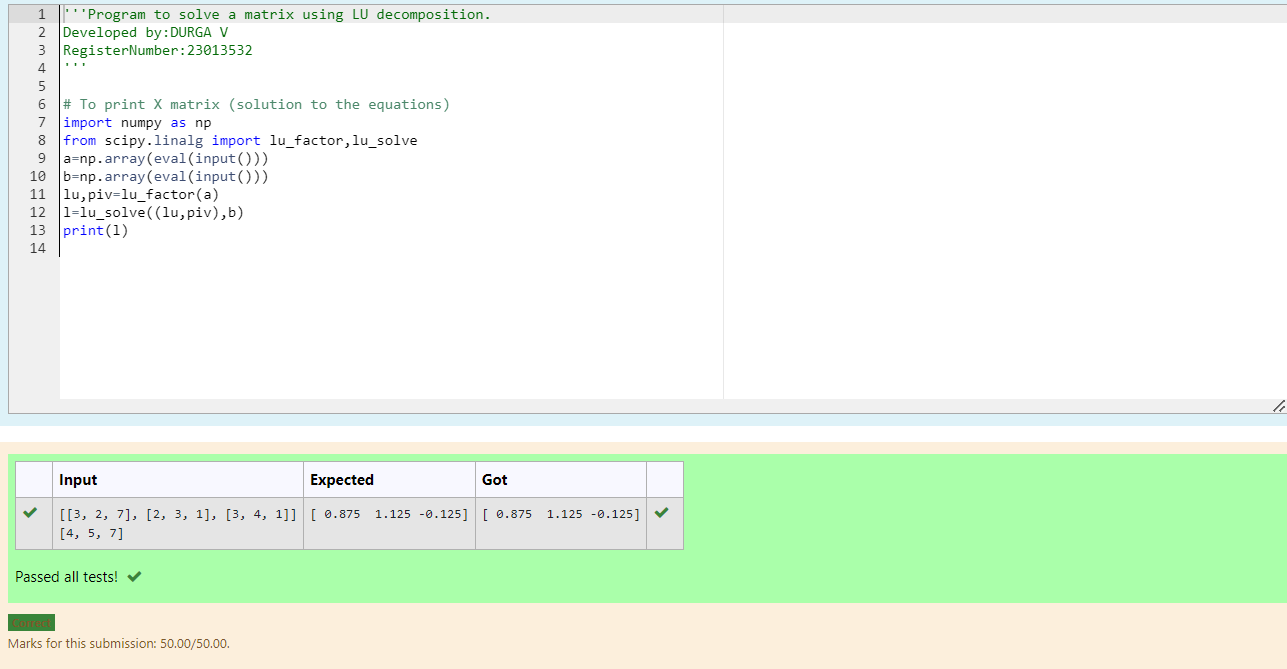 1 '''Program to solve a matrix using LU decomposition.
2 Developed by:DURGA V
3 RegisterNumber:23013532
4 '''
5
6 # To print X matrix (solution to the equations)
7 import numpy as np
8 from scipy.linalg import lu_factor,lu_solve
9 a=np.array(eval(input()))
10 b=np.array(eval(input()))
11 lu,piv=lu_factor(a)
12 l=lu_solve((lu,piv),b)
13 print(l)
14
Input Expected Got
[[3, 2, 7], [2, 3, 1], [3, 4, 1]] [ 0.875  1.125 -0.125] [ 0.875  1.125 -0.125]
[4, 5, 7]
Passed all tests!
Correct
Marks for this submission: 50.00/50.00.